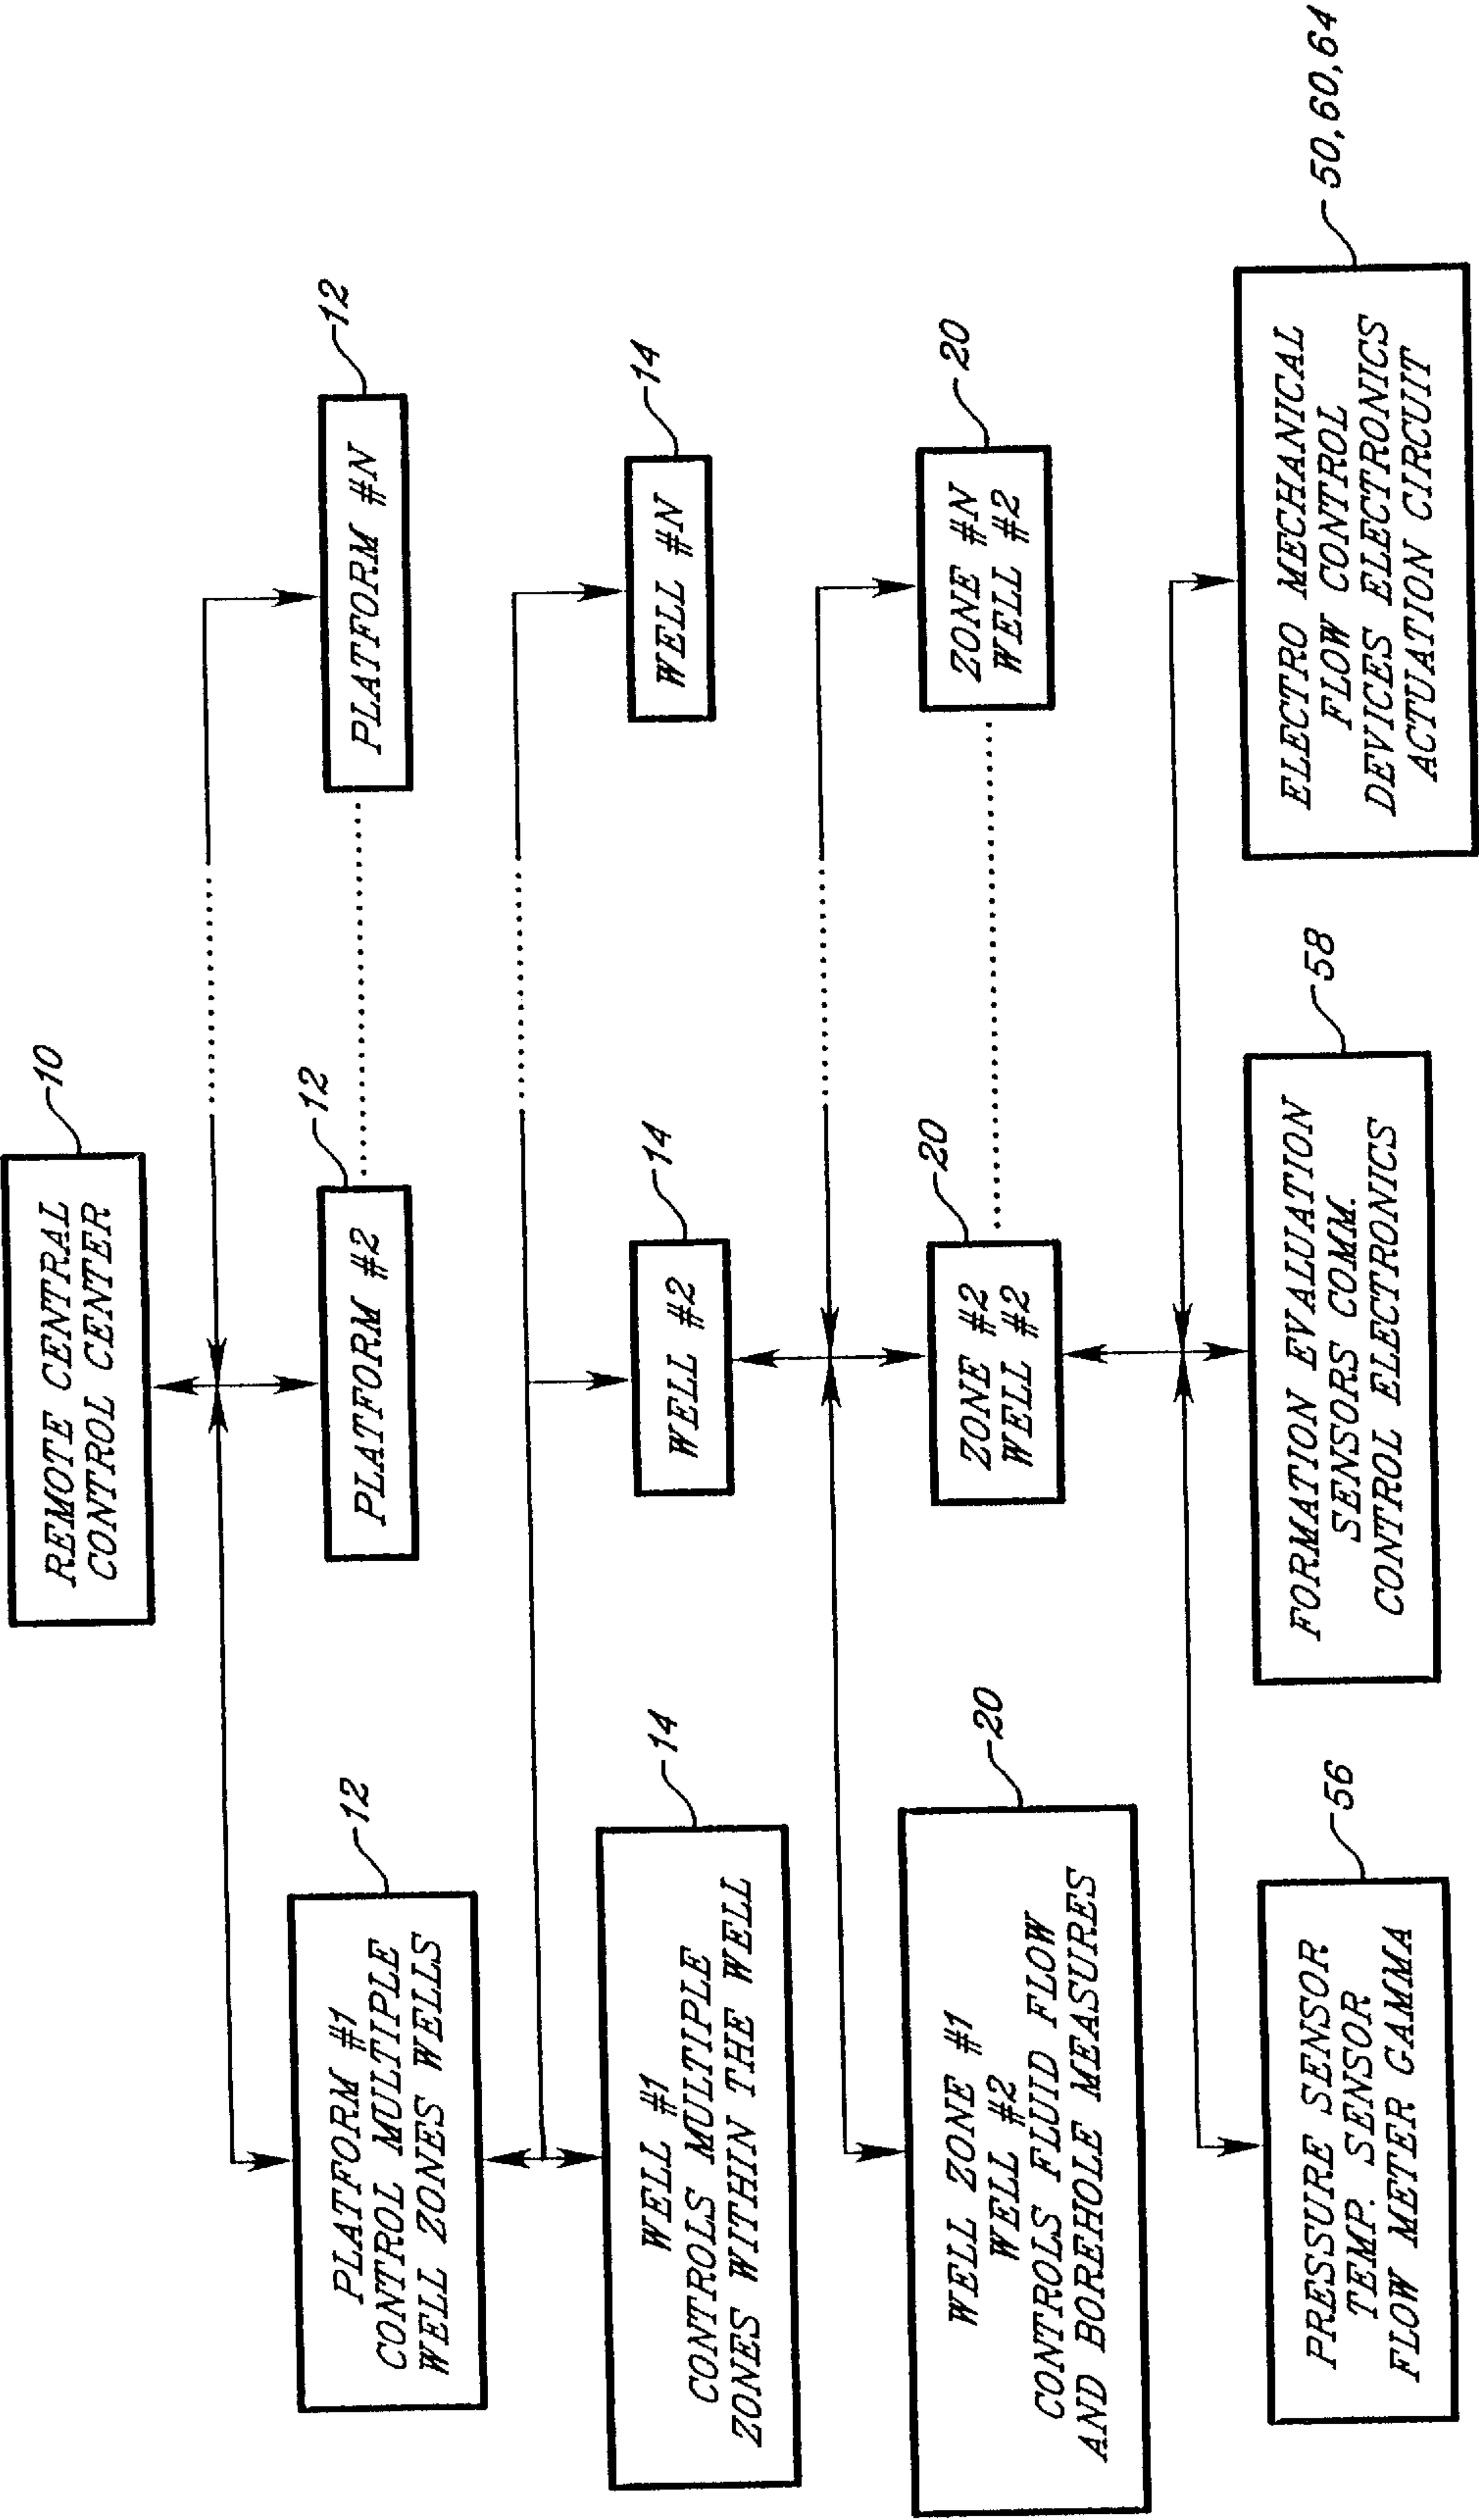 10
REMOTE CENTRAL
CONTROL CENTER
12
PLATFORM #1
CONTROL MULTIPLE
WELL ZONES WELLS
12
PLATFORM #2
12
PLATFORM #N
14
WELL #1
CONTROLS MULTIPLE
ZONES WITHIN THE WELL
14
WELL #2
14
WELL #N
20
WELL ZONE #1
WELL #2
CONTROLS FLUID FLOW
AND BOREHOLE MEASURES
20
ZONE #2
WELL #2
20
ZONE #N
WELL #2
56
PRESSURE SENSOR
TEMP. SENSOR
FLOW METER GAMMA
58
FORMATION EVALUATION
SENSORS COMM.
CONTROL ELECTRONICS
50,60,64
ELECTRO MECHANICAL
FLOW CONTROL
DEVICES ELECTRONICS
ACTUATION CIRCUIT